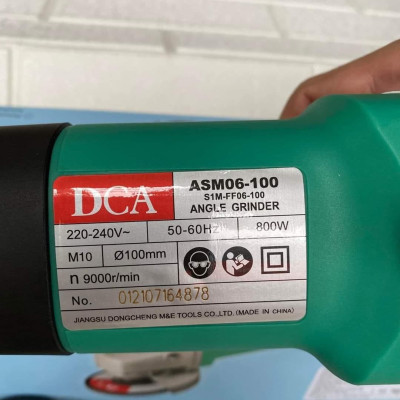 DCA
ASM06-100
S1M-FF06-100
ANGLE GRINDER
220-240V~ 50-60Hz 800W
M10 Ø100mm
n 9000r/min
No. 012107164878
JIANGSU DONGCHENG M&E TOOLS CO.,LTD. (MADE IN CHINA)